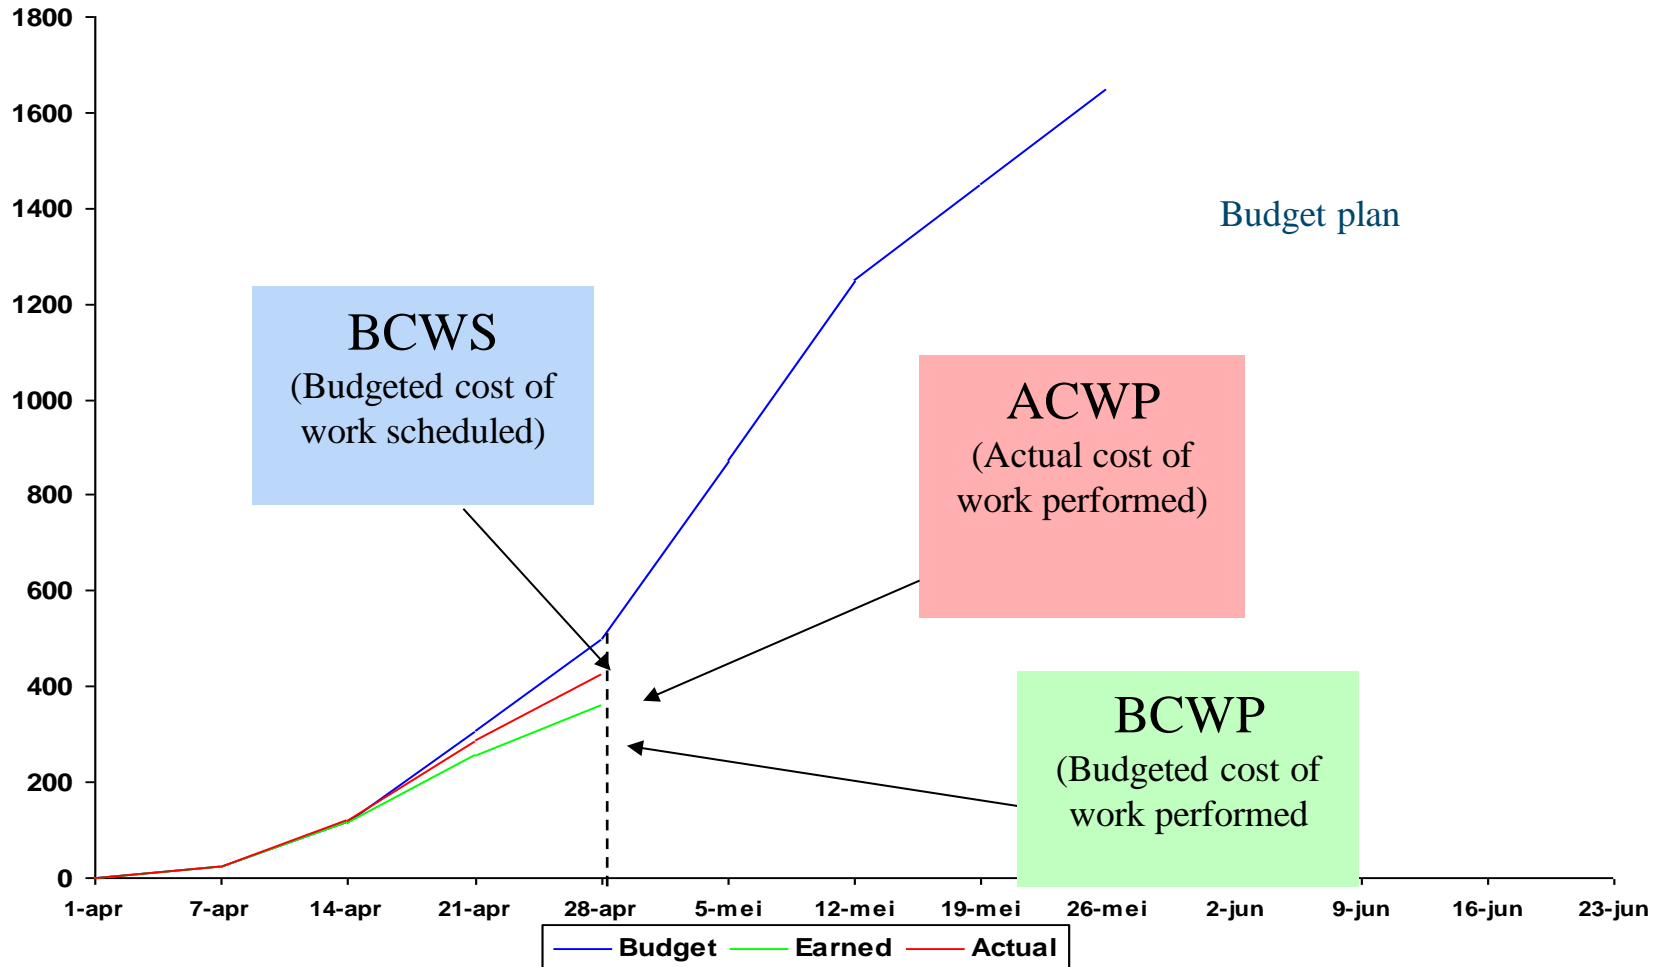 1800
1600
1400
1200
1000
800
600
400
200
0
Budget plan
BCWS
(Budgeted cost of
work scheduled)
ACWP
(Actual cost of
work performed)
BCWP
(Budgeted cost of
work performed
1-apr 7-apr 14-apr 21-apr 28-apr 5-mei 12-mei 19-mei 26-mei 2-jun 9-jun 16-jun 23-jun
Budget Earned Actual